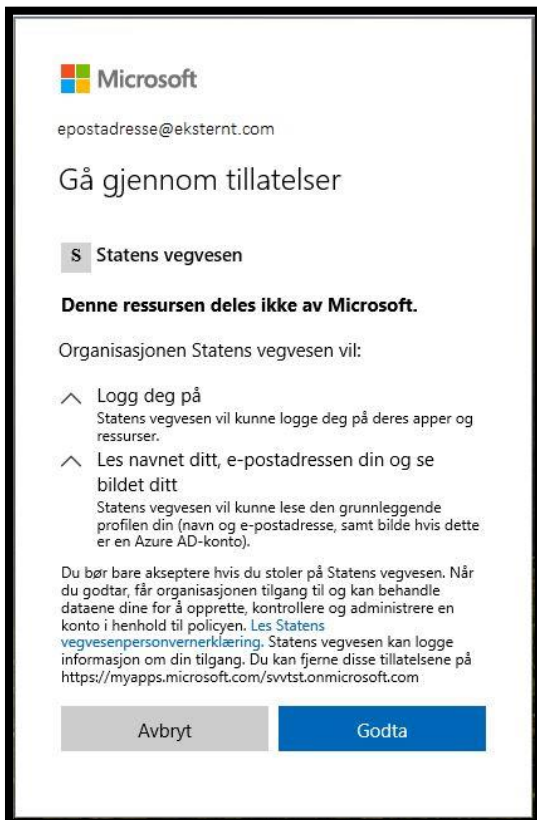 Microsoft
epostadresse@eksternt.com
Gå gjennom tillatelser
S Statens vegvesen
Denne ressursen deles ikke av Microsoft.
Organisasjonen Statens vegvesen vil:
Logg deg på
Statens vegvesen vil kunne logge deg på deres apper og
ressurser.
Les navnet ditt, e-postadressen din og se
bildet ditt
Statens vegvesen vil kunne lese den grunnleggende
profilen din (navn og e-postadresse, samt bilde hvis dette
er en Azure AD-konto).
Du bør bare akseptere hvis du stoler på Statens vegvesen. Når
du godtar, får organisasjonen tilgang til og kan behandle
dataene dine for å opprette, kontrollere og administrere en
konto i henhold til policyen. Les Statens
vegvesenpersonvernerklæring. Statens vegvesen kan logge
informasjon om din tilgang. Du kan fjerne disse tillatelsene på
https://myapps.microsoft.com/svvtst.onmicrosoft.com
Avbryt Godta